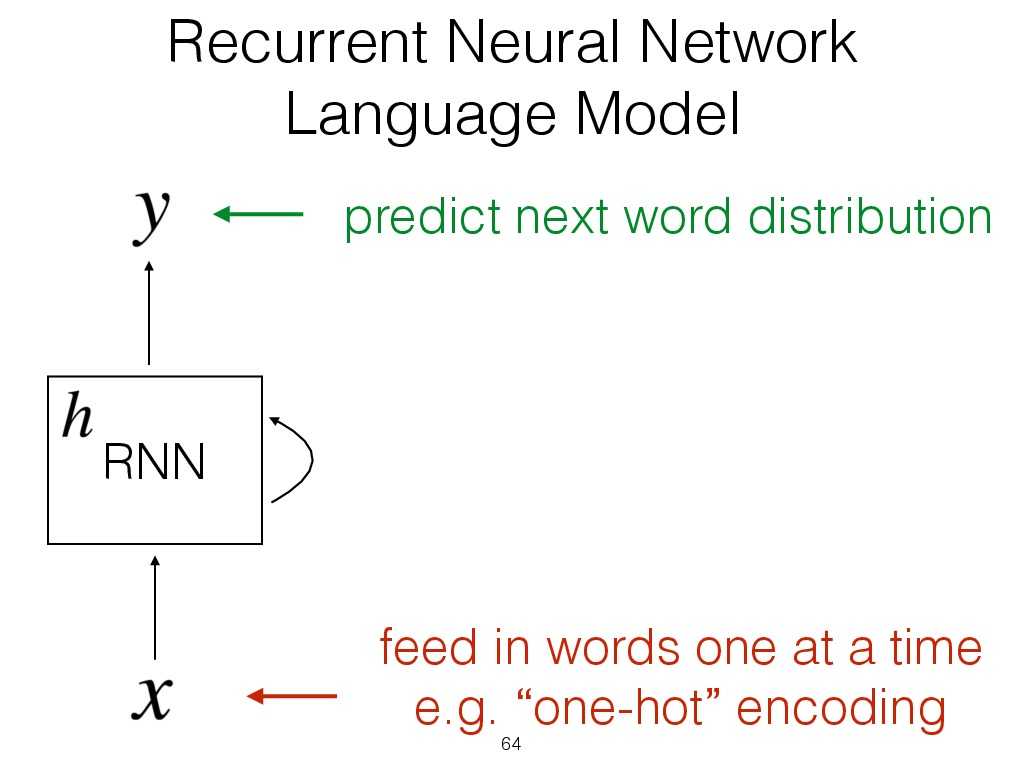 Recurrent Neural Network
Language Model
y
predict next word distribution
h
RNN
x
feed in words one at a time
e.g. “one-hot” encoding
64